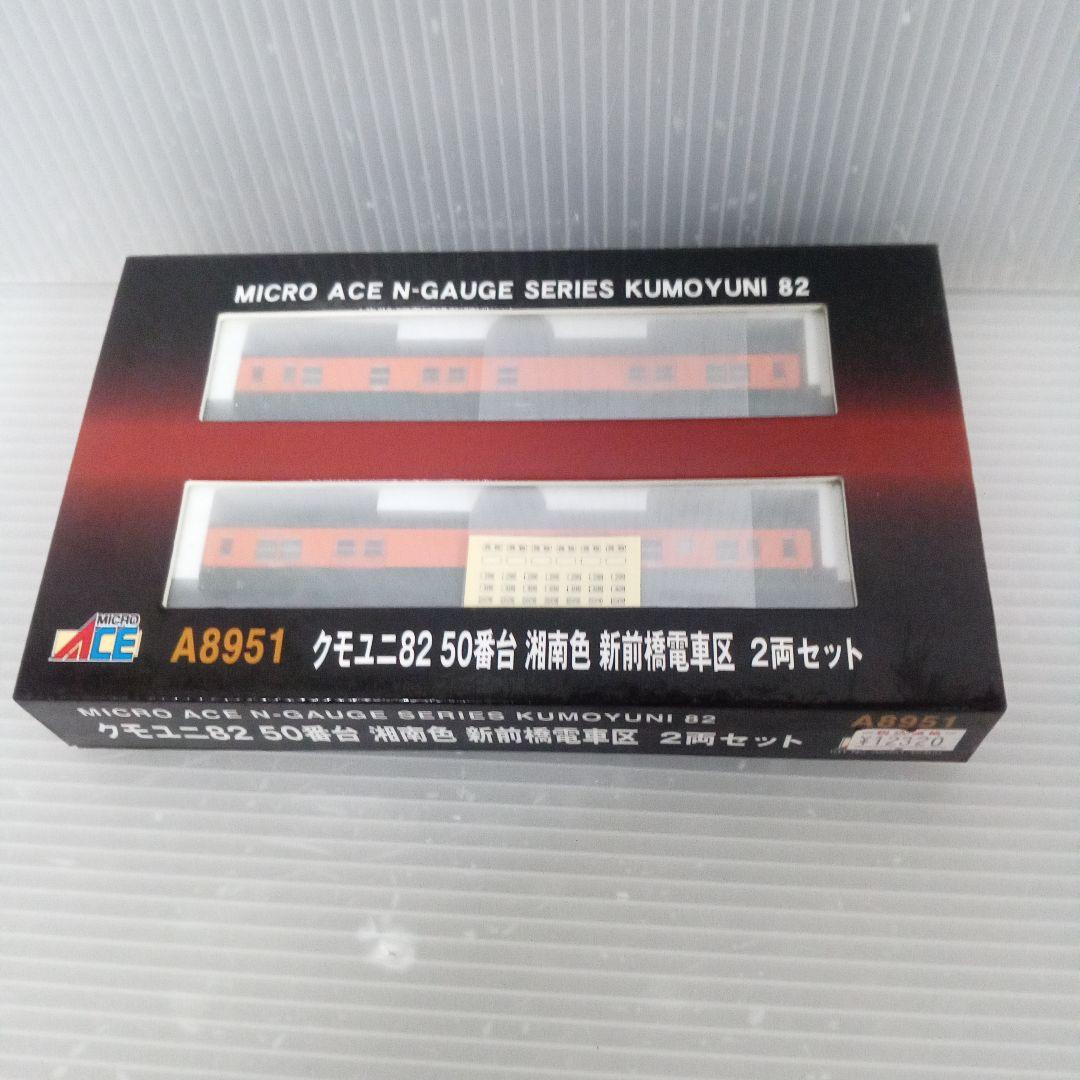 MICRO ACE N-GAUGE SERIES KUMOYUNI 82
MICRO
ACE
A8951 クモユニ82 50番台 湘南色 新前橋電車区 2両セット
MICRO ACE N-GAUGE SERIES KUMOYUNI 82
A8951
クモユニ82 50番台 湘南色 新前橋電車区 2両セット
¥12320